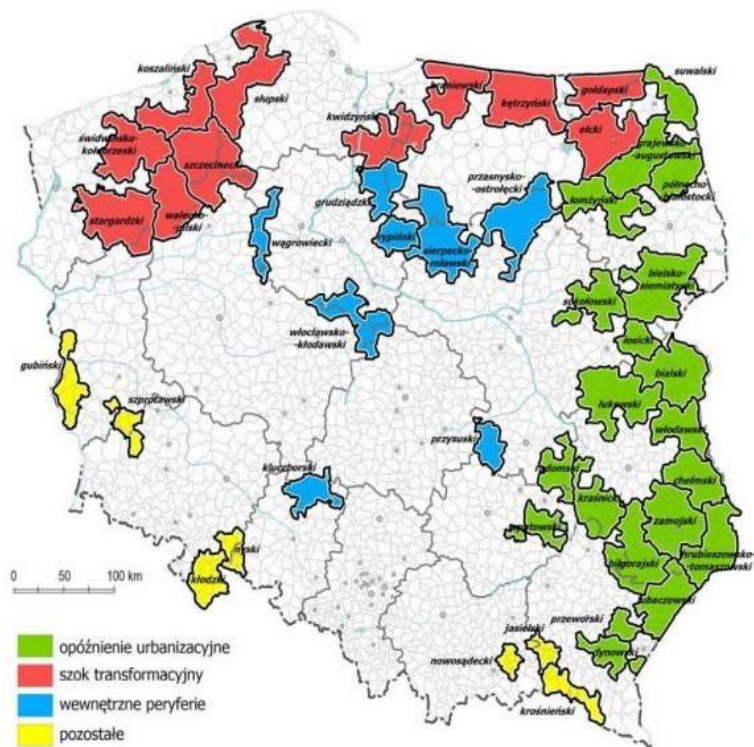 koszaliński
słupski
świdwińsko-
kołobrzeski
szczecinecki
stargardzki
wałecko-
-pilski
kwidzyński
braniewski
kętrzyński
gołdapski
suwalski
ełcki
grajewsko-
-augustowski
północno-
-białostocki
łomżyński
przasnysko-
-ostrołęcki
grudziądzki
rypiński
sierpecko-
-mławski
wągrowiecki
włocławsko-
-kłodawski
bielsko-
siemiatycki
sokołowski
łosicki
bialski
łukowski
włodawski
gubiński
szprotawski
przysuski
kluczborski
radomski
kraśnicki
chełmski
zamojski
opatowski
biłgorajski
hrubieszowsko-
-tomaszowski
lubaczowski
nyski
kłodzki
przeworski
dynowski
jasielski
nowosądecki
krośnieński
0 50 100 km
opóźnienie urbanizacyjne
szok transformacyjny
wewnętrzne peryferie
pozostałe